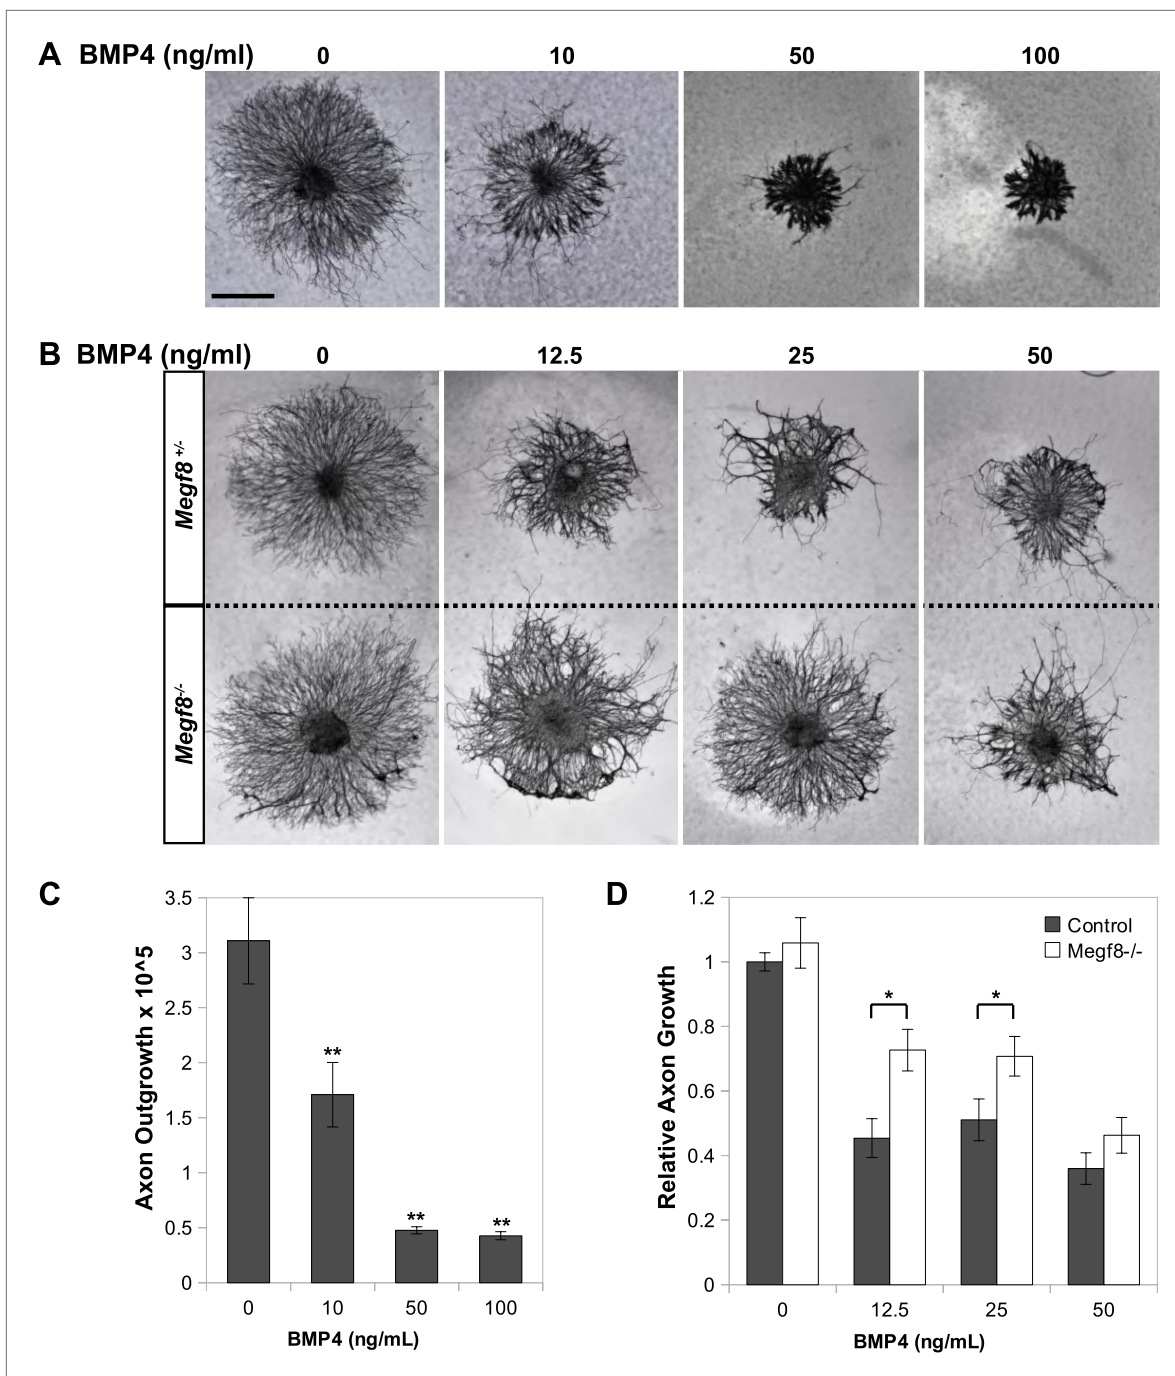 A BMP4 (ng/ml) 0 10 50 100
B BMP4 (ng/ml) 0 12.5 25 50
Megf8 +/-
Megf8-/-
C
3.5
3
2.5
2
1.5
1
0.5
0
Axon Outgrowth x 10^5
**
**
**
0 10 50 100
BMP4 (ng/mL)
D
1.2
1
0.8
0.6
0.4
0.2
0
Relative Axon Growth
Control
Megf8-/-
*
*
0 12.5 25 50
BMP4 (ng/mL)